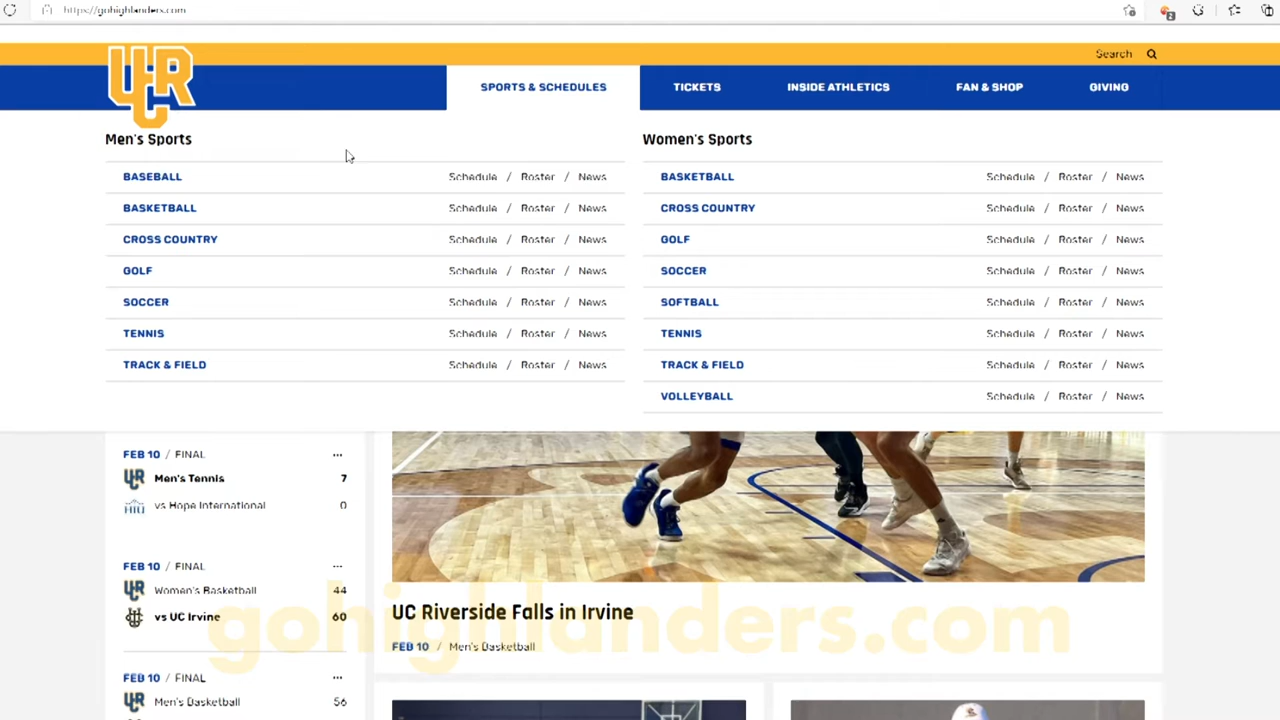 https://gohighlanders.com
2
Search
UCR
SPORTS & SCHEDULES
TICKETS
INSIDE ATHLETICS
FAN & SHOP
GIVING
Men's Sports
BASEBALL Schedule / Roster / News
BASKETBALL Schedule / Roster / News
CROSS COUNTRY Schedule / Roster / News
GOLF Schedule / Roster / News
SOCCER Schedule / Roster / News
TENNIS Schedule / Roster / News
TRACK & FIELD Schedule / Roster / News
Women's Sports
BASKETBALL Schedule / Roster / News
CROSS COUNTRY Schedule / Roster / News
GOLF Schedule / Roster / News
SOCCER Schedule / Roster / News
SOFTBALL Schedule / Roster / News
TENNIS Schedule / Roster / News
TRACK & FIELD Schedule / Roster / News
VOLLEYBALL Schedule / Roster / News
FEB 10 / FINAL ...
UCR Men's Tennis 7
HIU vs Hope International 0
FEB 10 / FINAL ...
UCR Women's Basketball 44
vs UC Irvine 60
FEB 10 / FINAL ...
UCR Men's Basketball 56
UC Riverside Falls in Irvine
FEB 10 / Men's Basketball
gohighlanders.com